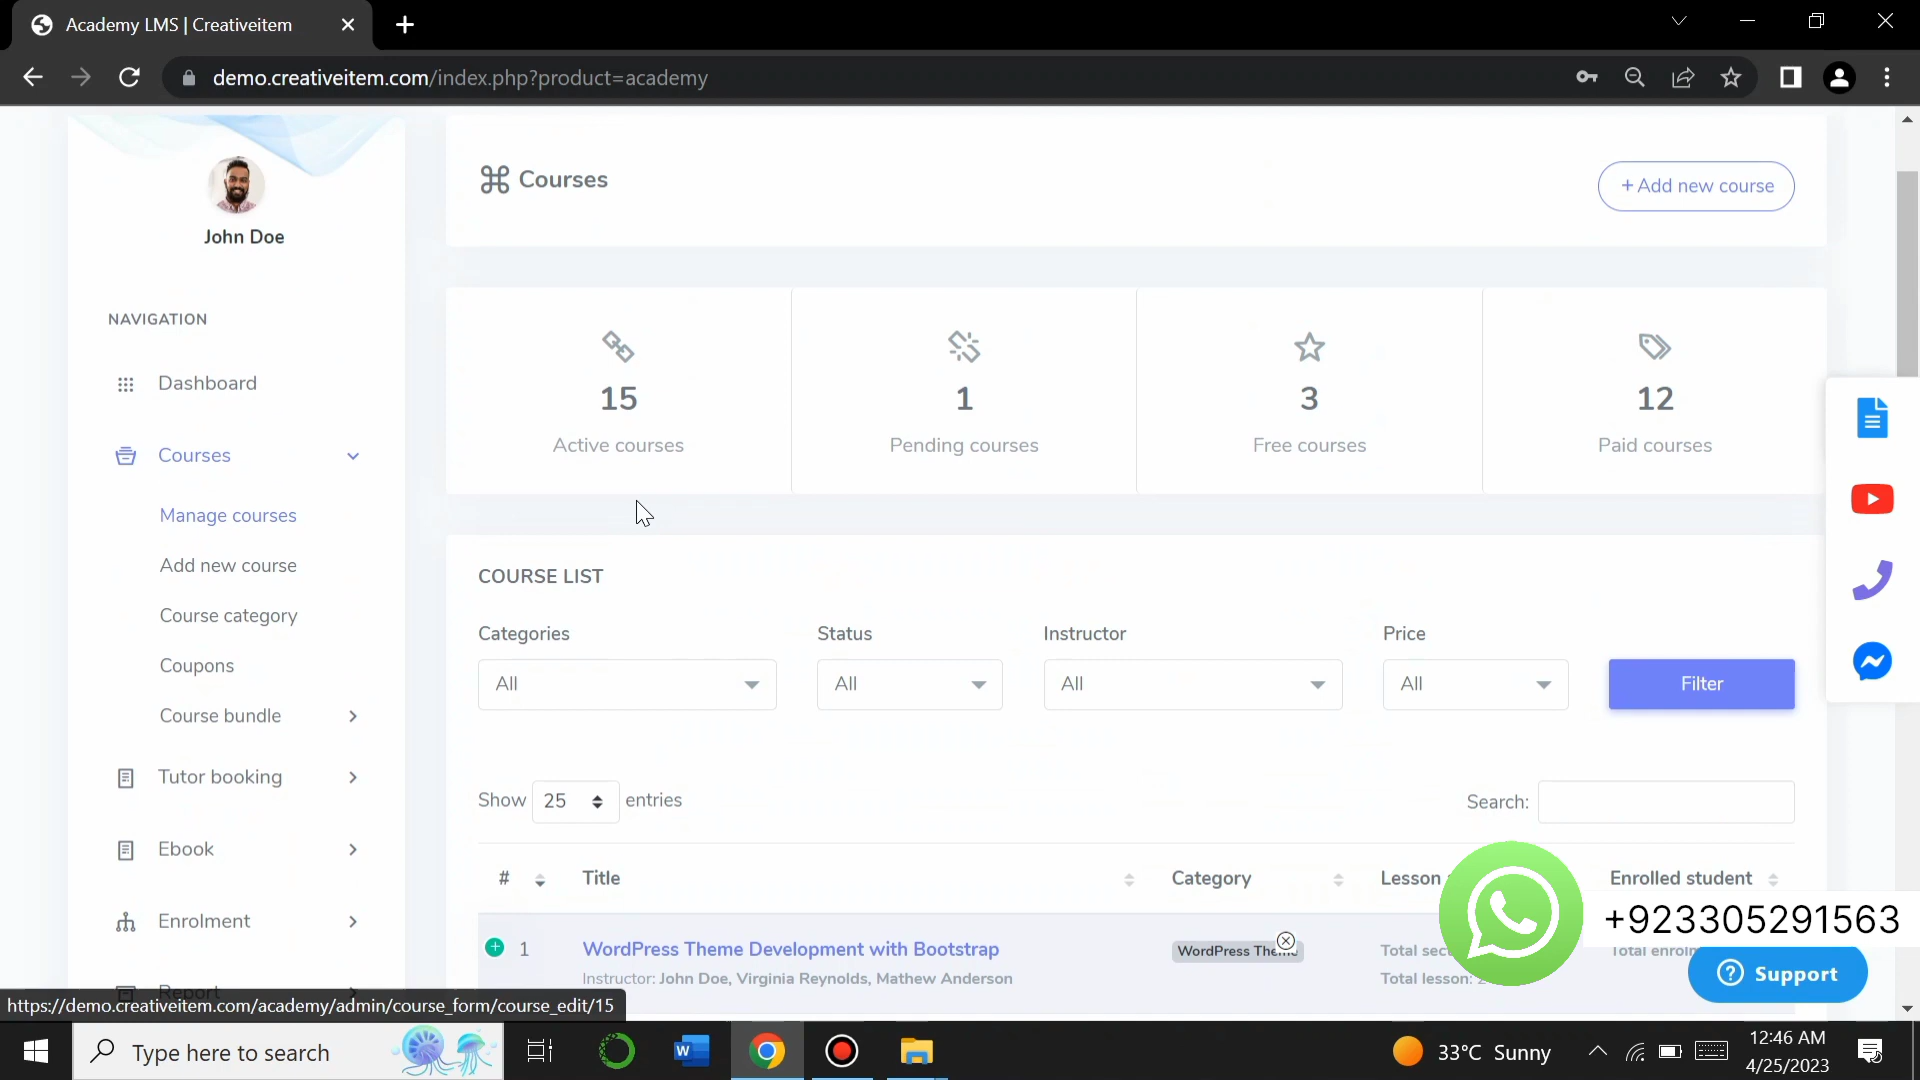 Academy LMS | Creativeitem
demo.creativeitem.com/index.php?product=academy
John Doe
NAVIGATION
Dashboard
Courses
Manage courses
Add new course
Course category
Coupons
Course bundle
Tutor booking
Ebook
Enrolment
Report
Courses
+ Add new course
15
Active courses
1
Pending courses
3
Free courses
12
Paid courses
COURSE LIST
Categories Status Instructor Price
All All All All Filter
Show 25 entries Search:
# Title Category Lesson Enrolled student
1 WordPress Theme Development with Bootstrap WordPress
Instructor: John Doe, Virginia Reynolds, Mathew Anderson
Total
Total lesson:
Total
+923305291563
Support
https://demo.creativeitem.com/academy/admin/course_form/course_edit/15
Type here to search
33°C Sunny
12:46 AM
4/25/2023